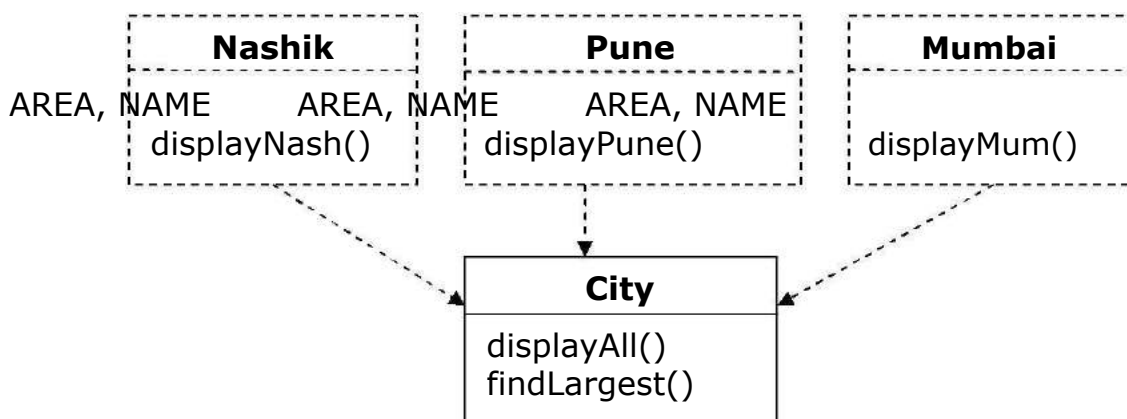 Nashik Pune Mumbai
AREA, NAME AREA, NAME AREA, NAME
displayNash() displayPune() displayMum()
City
displayAll()
findLargest()